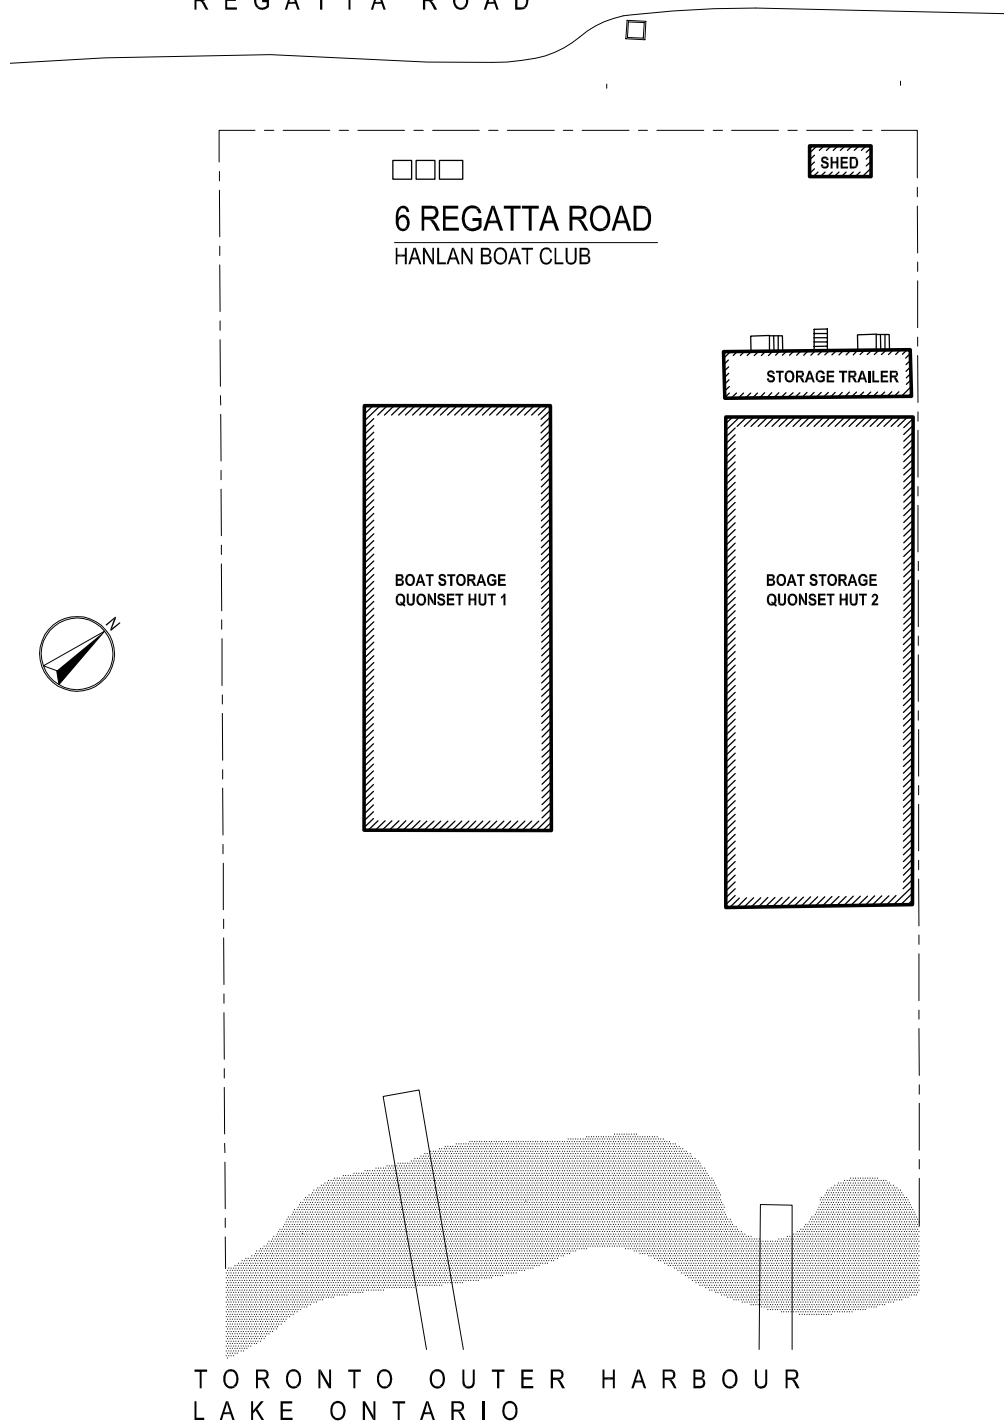 REGATTA ROAD
SHED
6 REGATTA ROAD
HANLAN BOAT CLUB
STORAGE TRAILER
BOAT STORAGE
QUONSET HUT 1
BOAT STORAGE
QUONSET HUT 2
N
TORONTO OUTER HARBOUR
LAKE ONTARIO